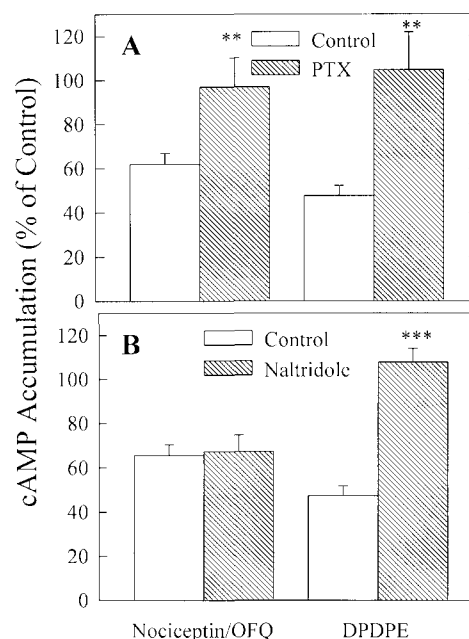 cAMP Accumulation (% of Control)
A
**
**
Control
PTX
120
100
80
60
40
20
0
B
***
Control
Naltridole
120
100
80
60
40
20
0
Nociceptin/OFQ
DPDPE